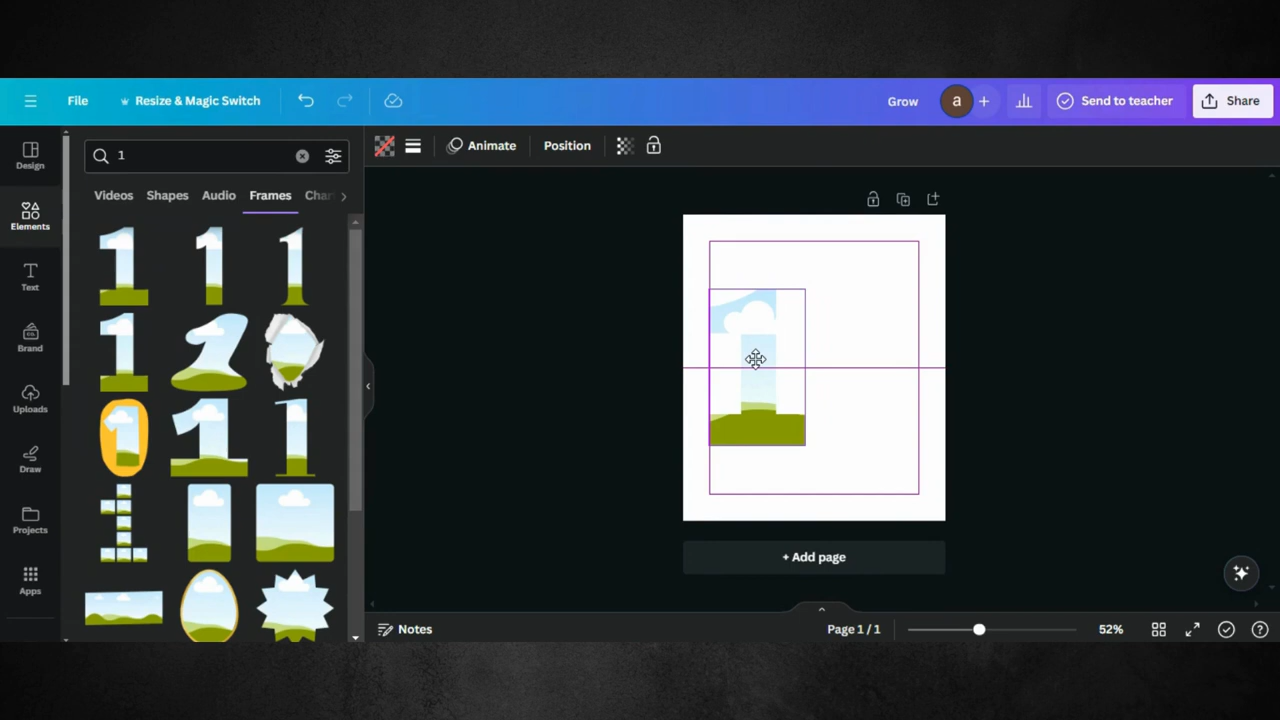 File
Resize & Magic Switch
Grow
a
Send to teacher
Share
Design
Elements
Text
Brand
Uploads
Draw
Projects
Apps
1
Videos
Shapes
Audio
Frames
Char
Animate
Position
+ Add page
Notes
Page 1 / 1
52%